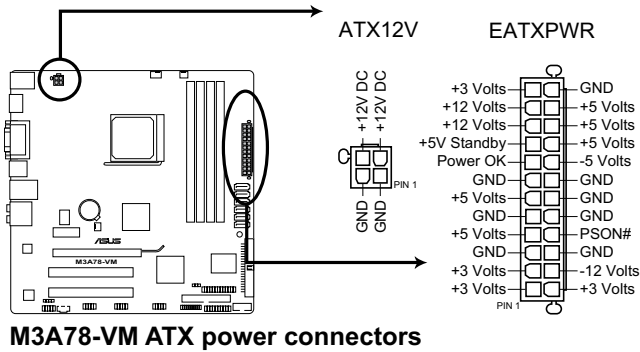 ATX12V
EATXPWR
+12V DC
+12V DC
GND
GND
PIN 1
+3 Volts GND
+12 Volts +5 Volts
+12 Volts +5 Volts
+5V Standby +5 Volts
Power OK -5 Volts
GND GND
+5 Volts GND
GND GND
+5 Volts PSON#
GND GND
+3 Volts -12 Volts
+3 Volts +3 Volts
PIN 1
ASUS
M3A78-VM
M3A78-VM ATX power connectors